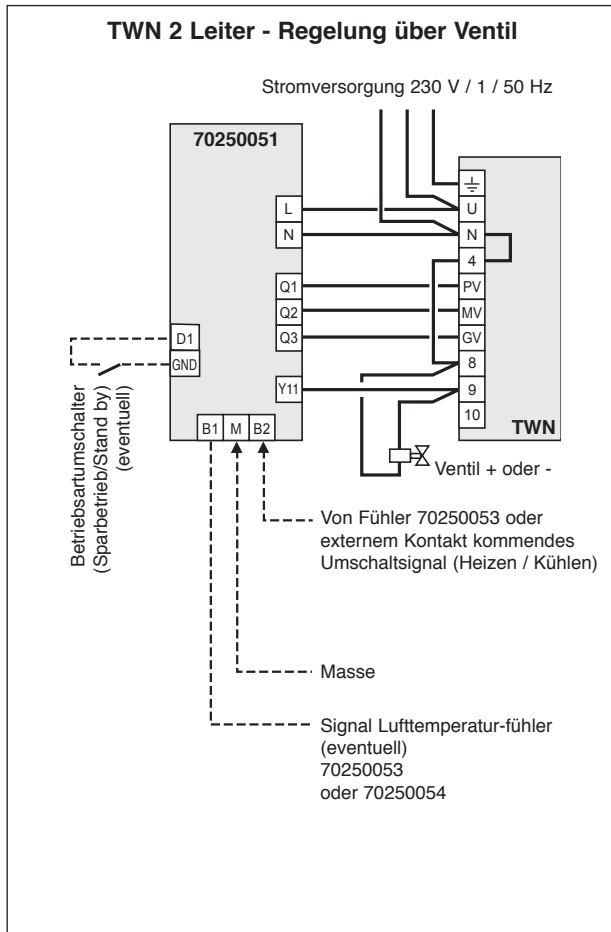 TWN 2 Leiter - Regelung über Ventil
Stromversorgung 230 V / 1 / 50 Hz
70250051
L
N
Q1
Q2
Q3
Y11
D1
GND
B1 M B2
U
N
4
PV
MV
GV
8
9
10
TWN
Ventil + oder -
Betriebsartumschalter
(Sparbetrieb/Stand by)
(eventuell)
Von Fühler 70250053 oder
externem Kontakt kommendes
Umschaltsignal (Heizen / Kühlen)
Masse
Signal Lufttemperatur-fühler
(eventuell)
70250053
oder 70250054